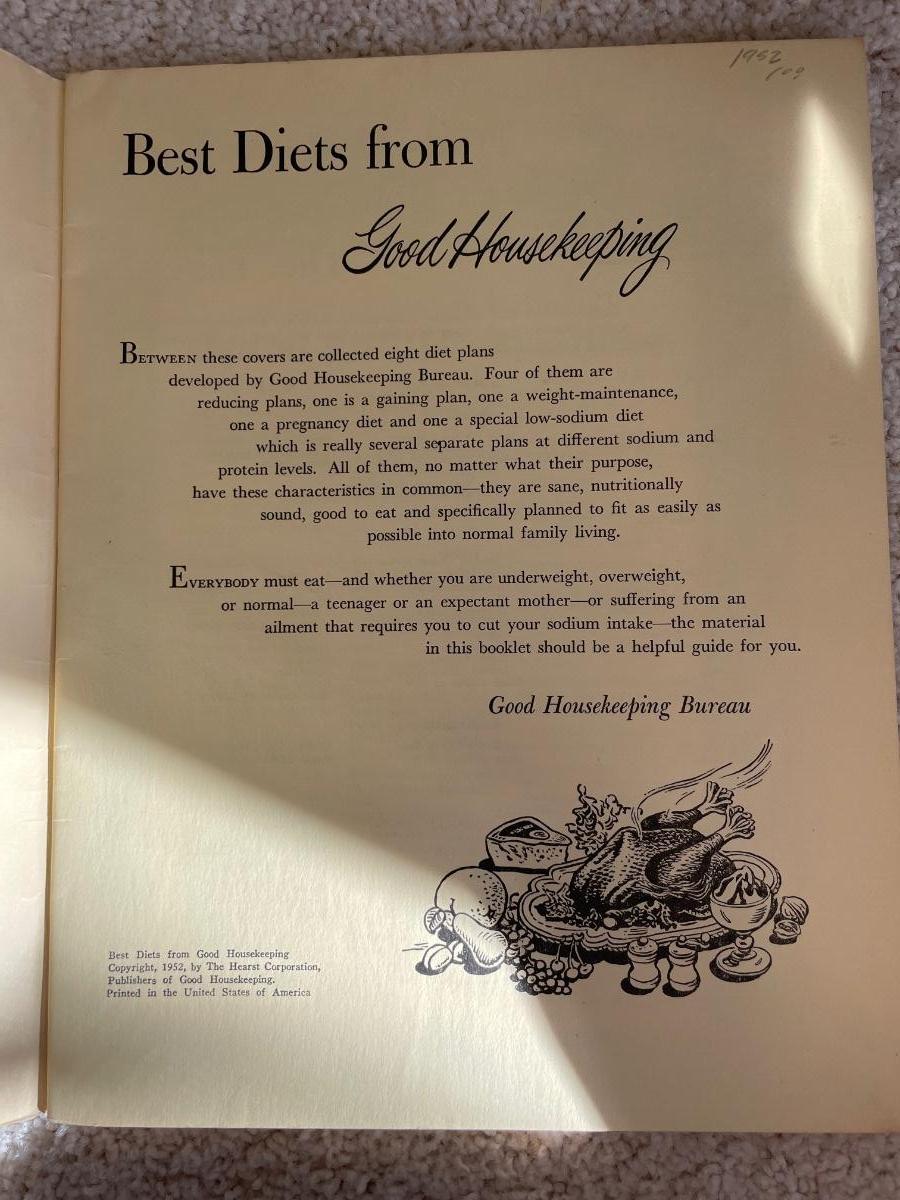 1952
Best Diets from
Good Housekeeping
BETWEEN these covers are collected eight diet plans
developed by Good Housekeeping Bureau. Four of them are
reducing plans, one is a gaining plan, one a weight-maintenance,
one a pregnancy diet and one a special low-sodium diet
which is really several separate plans at different sodium and
protein levels. All of them, no matter what their purpose,
have these characteristics in common—they are sane, nutritionally
sound, good to eat and specifically planned to fit as easily as
possible into normal family living.
EVERYBODY must eat—and whether you are underweight, overweight,
or normal—a teenager or an expectant mother—or suffering from an
ailment that requires you to cut your sodium intake—the material
in this booklet should be a helpful guide for you.
Good Housekeeping Bureau
Best Diets from Good Housekeeping
Copyright, 1952, by The Hearst Corporation,
Publishers of Good Housekeeping.
Printed in the United States of America